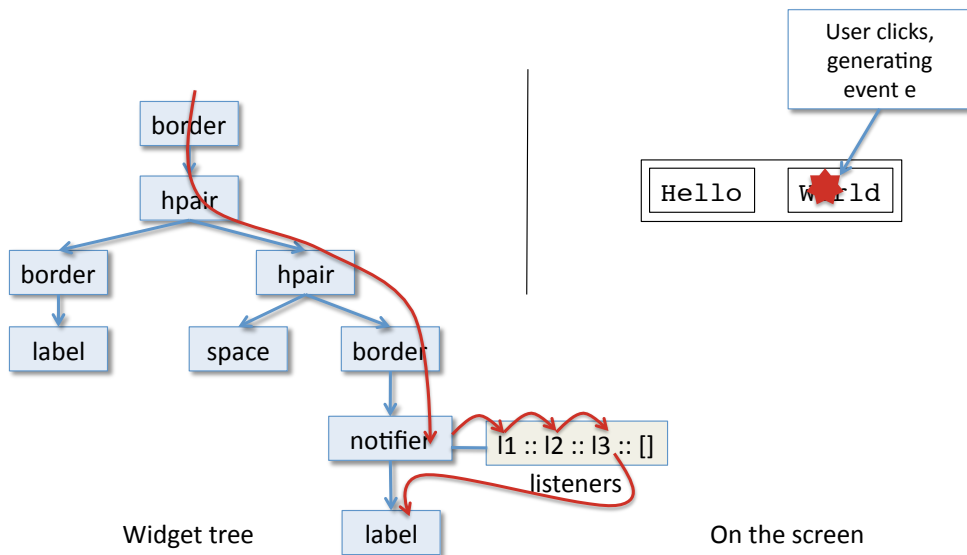 User clicks,
generating
event e
border
hpair
Hello
World
border
hpair
label
space
border
notifier
l1 :: l2 :: l3 :: []
listeners
label
Widget tree
On the screen